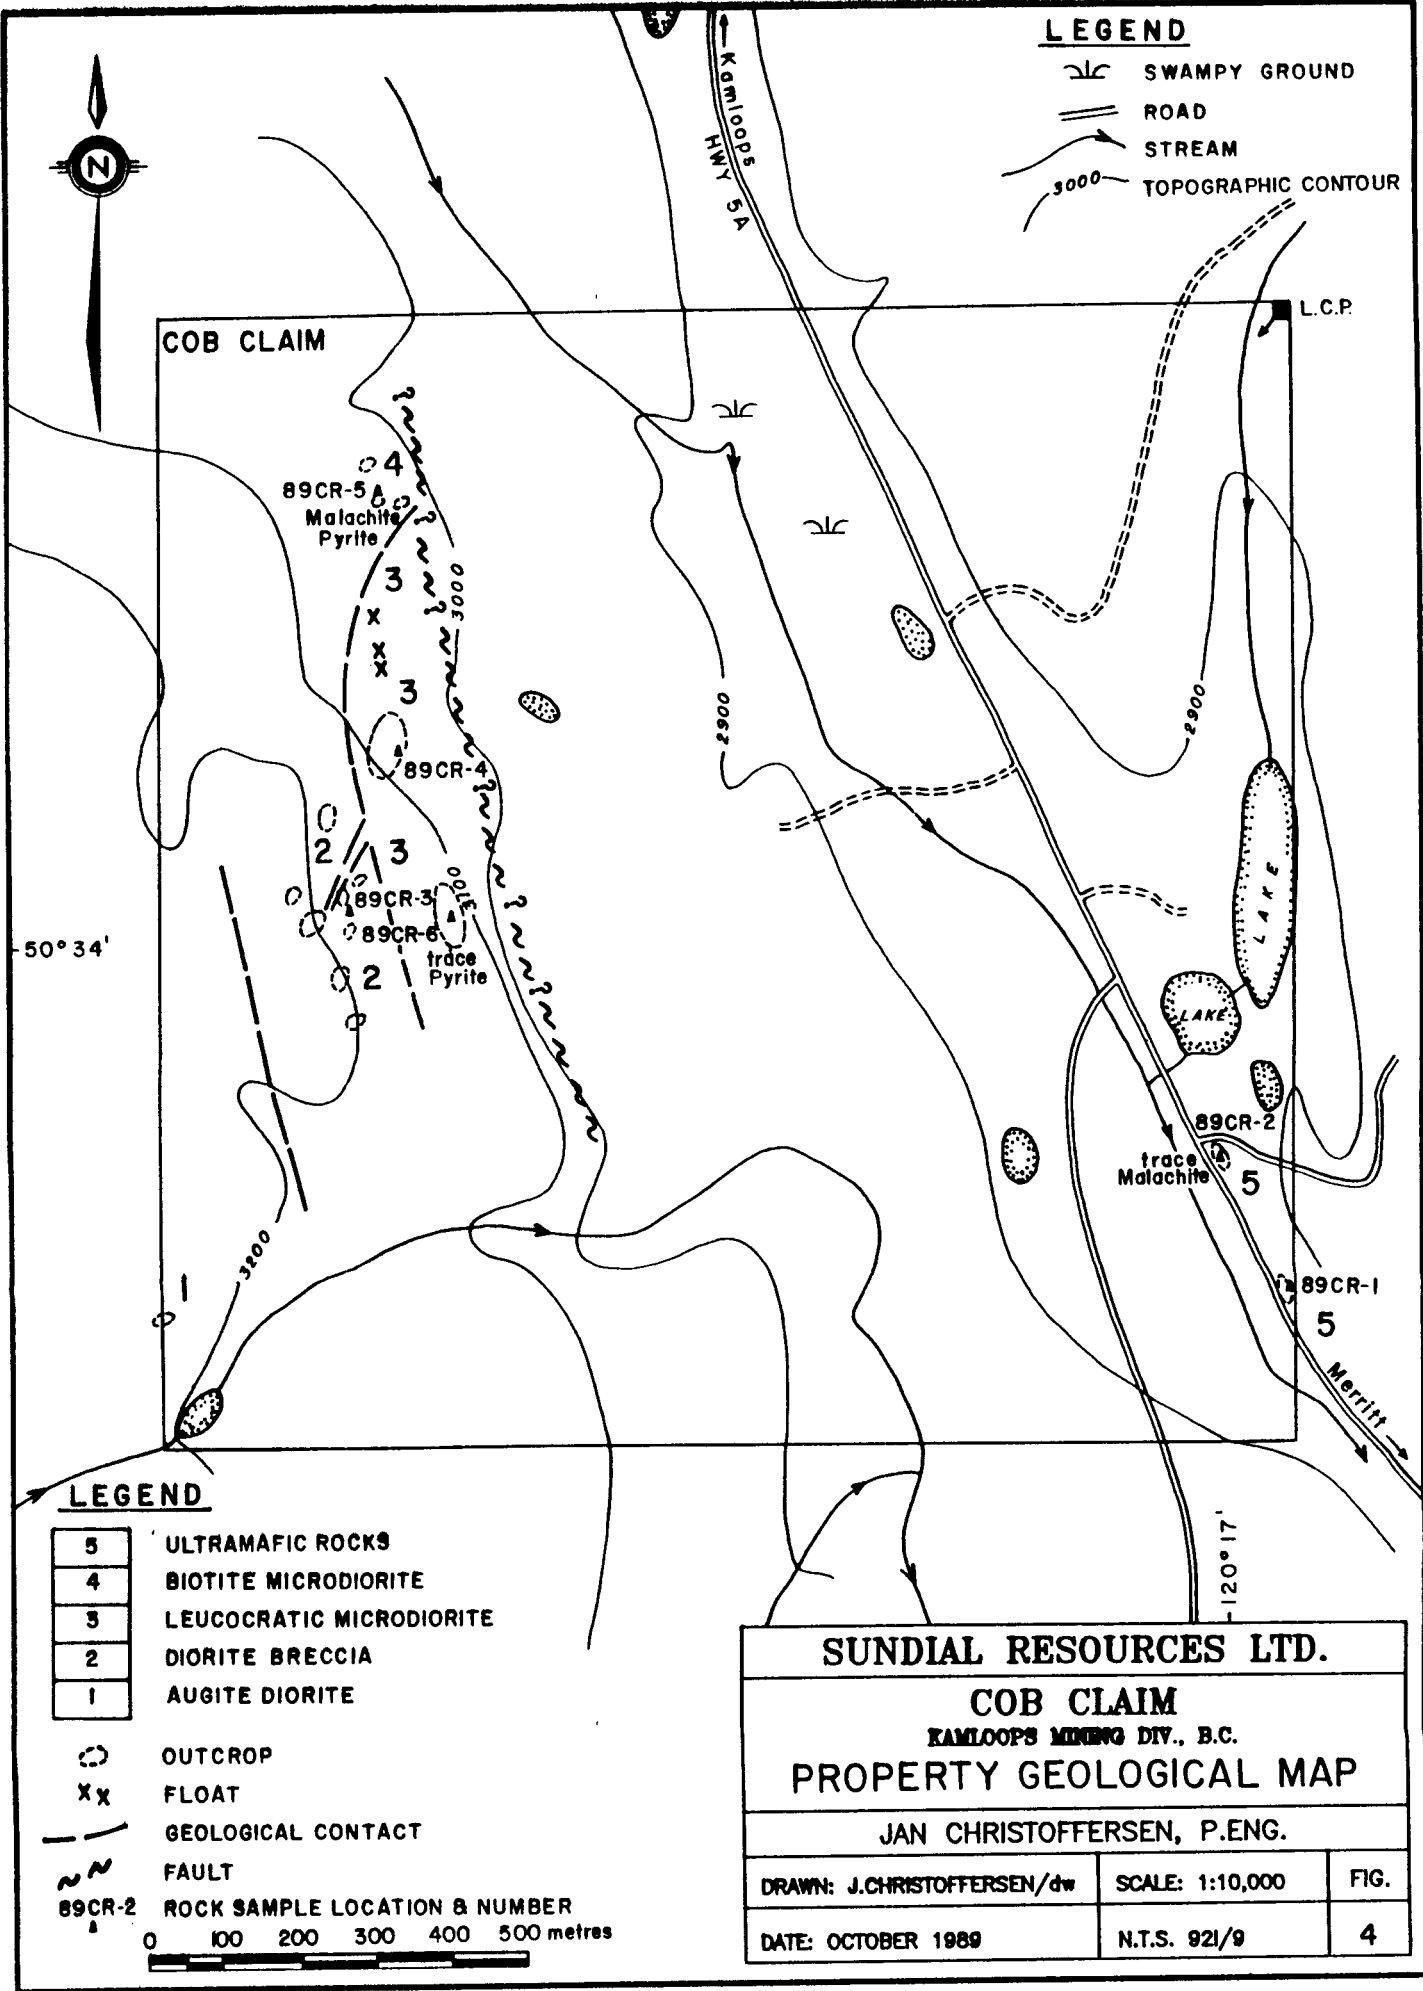 LEGEND
SWAMPY GROUND
ROAD
STREAM
3000 TOPOGRAPHIC CONTOUR
Kamloops
HWY 5A
N
L.C.P.
COB CLAIM
4
89CR-5
Malachite
Pyrite
3
3000
3
2900
2900
89CR-4
2
3
LAKE
89CR-3
3100
89CR-6
50°34'
trace
Pyrite
2
LAKE
89CR-2
trace
Malachite
5
3200
1
89CR-1
5
Merritt
120°17'
LEGEND
5 ULTRAMAFIC ROCKS
4 BIOTITE MICRODIORITE
3 LEUCOCRATIC MICRODIORITE
2 DIORITE BRECCIA
1 AUGITE DIORITE
OUTCROP
XX FLOAT
GEOLOGICAL CONTACT
FAULT
89CR-2 ROCK SAMPLE LOCATION & NUMBER
0 100 200 300 400 500 metres
SUNDIAL RESOURCES LTD.
COB CLAIM
KAMLOOPS MINING DIV., B.C.
PROPERTY GEOLOGICAL MAP
JAN CHRISTOFFERSEN, P.ENG.
DRAWN: J.CHRISTOFFERSEN/dw
SCALE: 1:10,000
FIG.
DATE: OCTOBER 1989
N.T.S. 92I/9
4